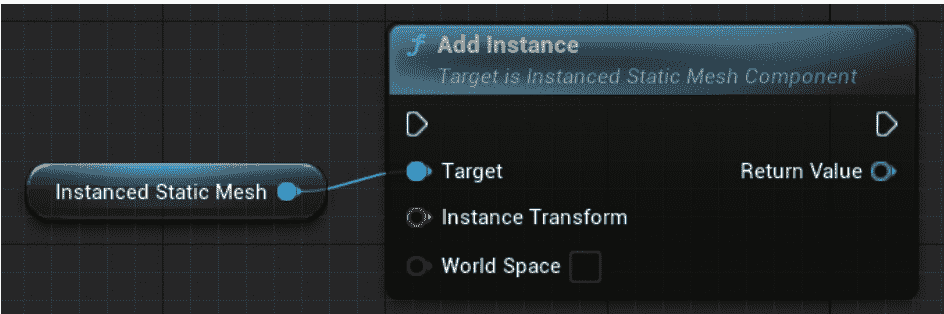 Add Instance
Target is Instanced Static Mesh Component
Instanced Static Mesh
Target
Return Value
Instance Transform
World Space